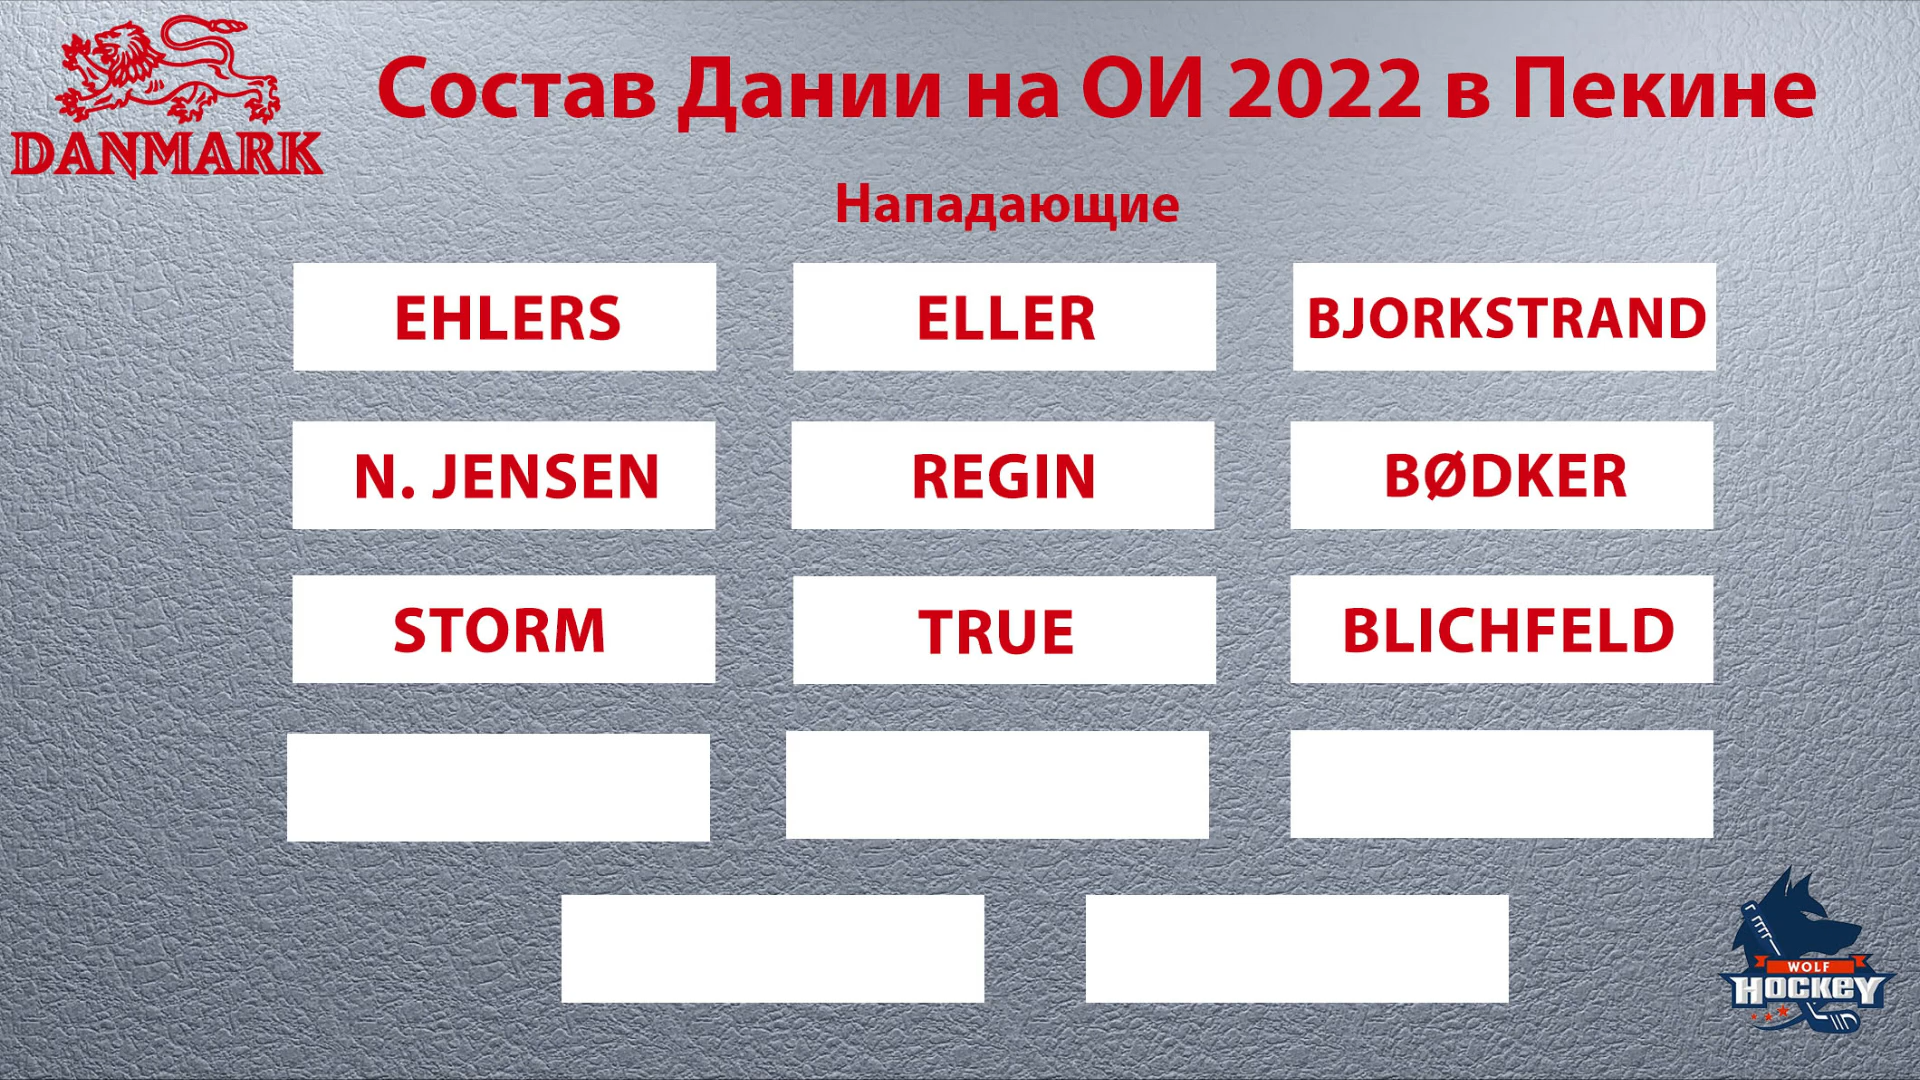 DANMARK
Состав Дании на ОИ 2022 в Пекине
Нападающие
EHLERS ELLER BJORKSTRAND
N. JENSEN REGIN BØDKER
STORM TRUE BLICHFELD
WOLF
HOCKEY